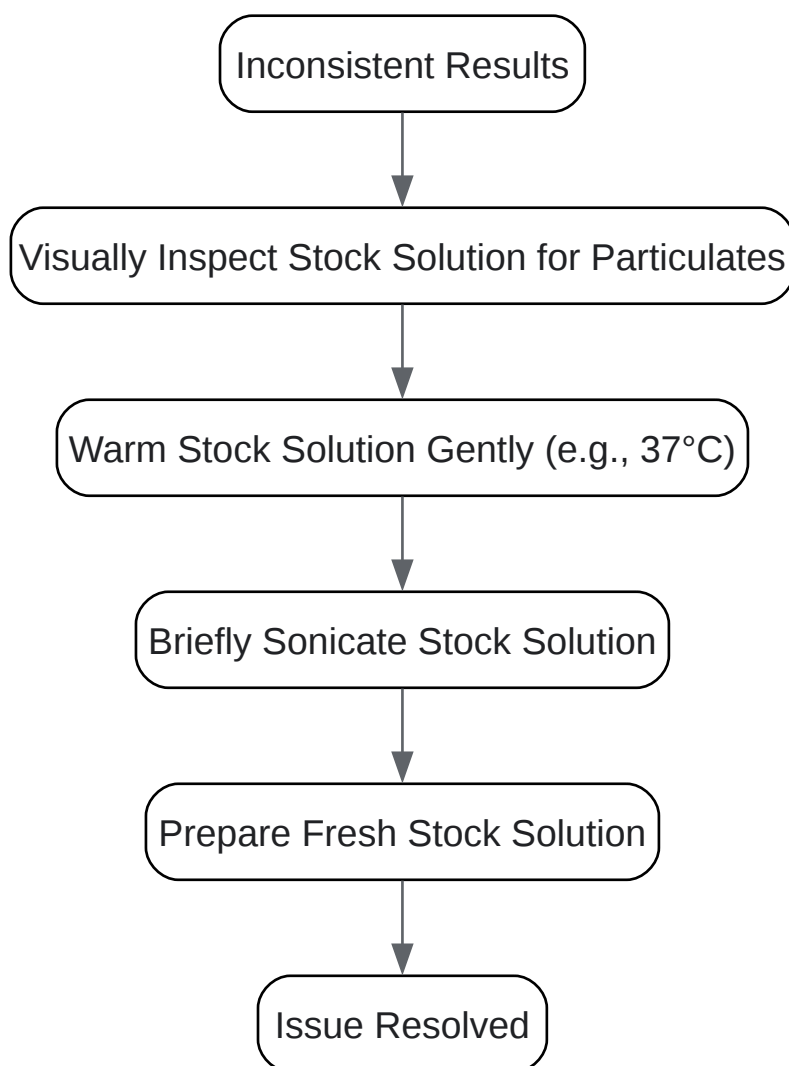 Inconsistent Results
Visually Inspect Stock Solution for Particulates
Warm Stock Solution Gently (e.g., 37°C)
Briefly Sonicate Stock Solution
Prepare Fresh Stock Solution
Issue Resolved